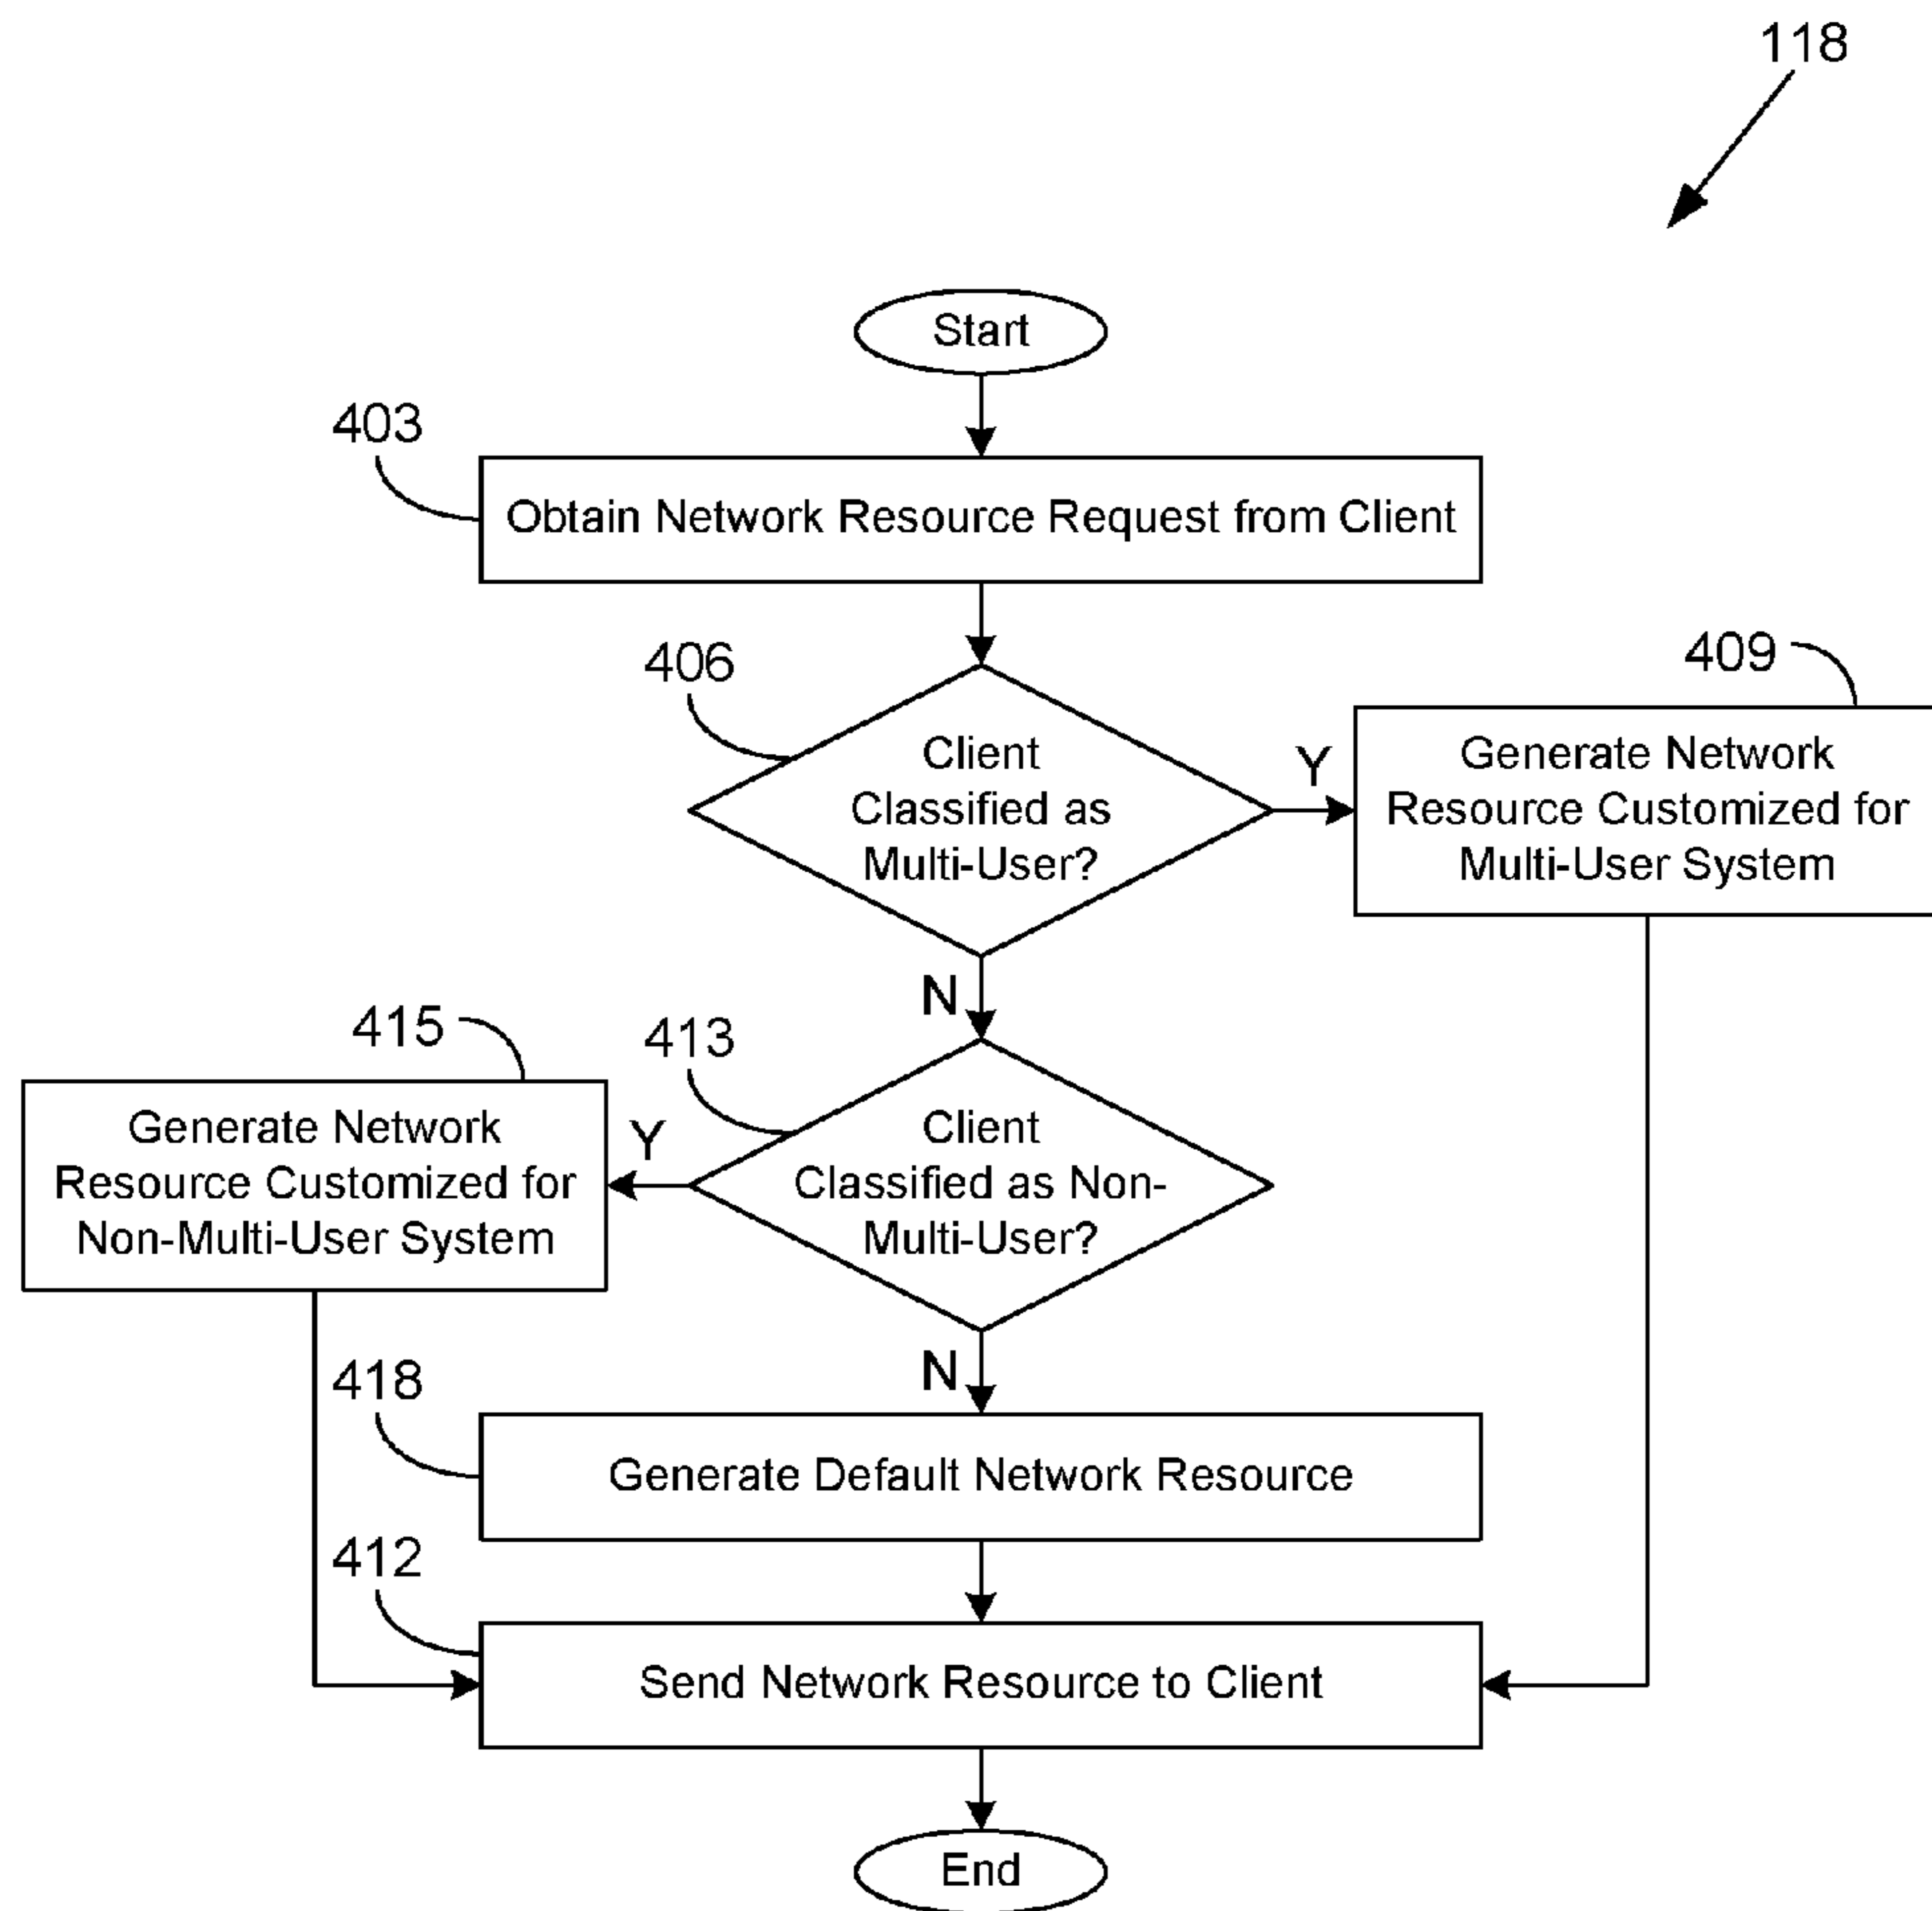 118
Start
403
Obtain Network Resource Request from Client
406
Client
Classified as
Multi-User?
Y
409
Generate Network
Resource Customized for
Multi-User System
N
413
Client
Classified as Non-
Multi-User?
Y
415
Generate Network
Resource Customized for
Non-Multi-User System
N
418
Generate Default Network Resource
412
Send Network Resource to Client
End